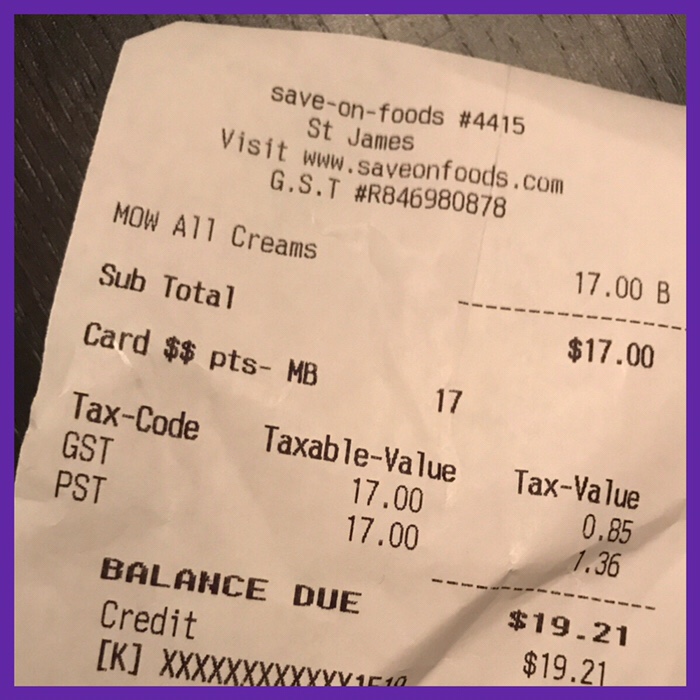 save-on-foods #4415
St James
Visit www.saveonfoods.com
G.S.T #R846980878
MOW All Creams 17.00 B
Sub Total $17.00
Card $$ pts- MB 17
Tax-Code Taxable-Value Tax-Value
GST 17.00 0.85
PST 17.00 1.36
BALANCE DUE $19.21
Credit $19.21
[K]